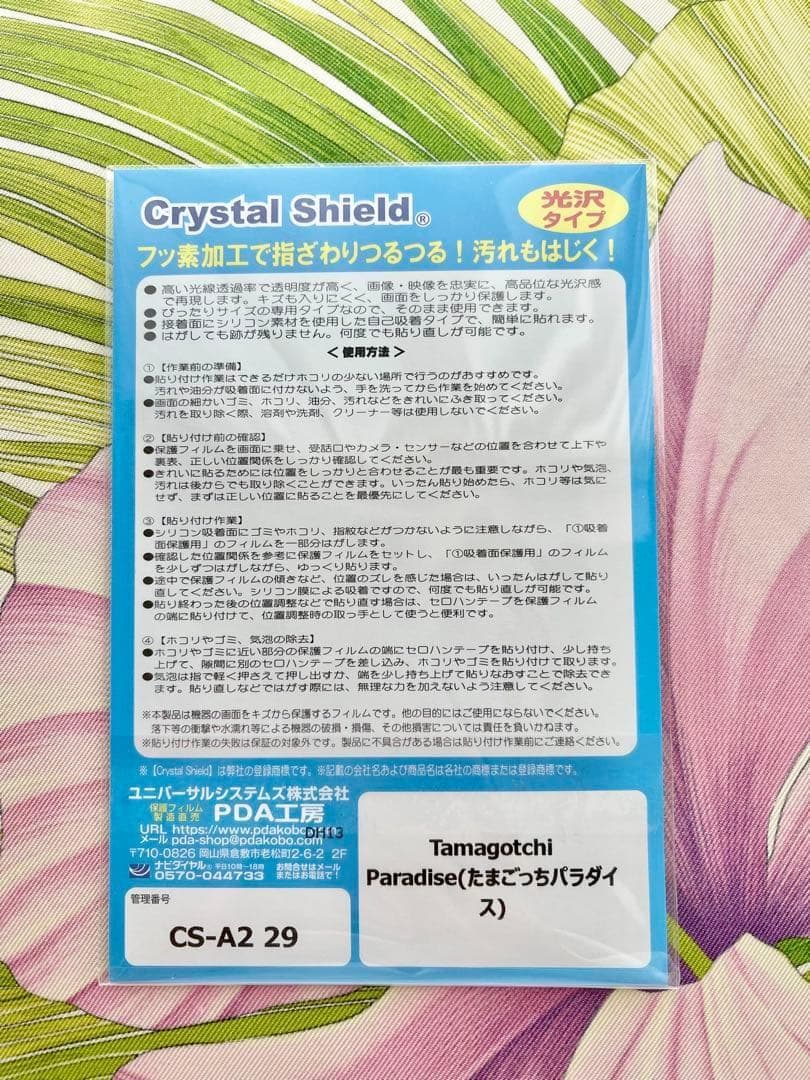 Crystal Shield®
光沢
タイプ
フッ素加工で指ざわりつるつる！汚れもはじく！
● 高い光線透過率で透明度が高く、画像・映像を忠実に、高品位な光沢感
で再現します。キズも入りにくく、画面をしっかり保護します。
● ぴったりサイズの専用タイプなので、そのまま使用できます。
● 接着面にシリコン素材を使用した自己吸着タイプで、簡単に貼れます。
● はがしても跡が残りません。何度でも貼り直しが可能です。
＜使用方法＞
①【作業前の準備】
●貼り付け作業はできるだけホコリの少ない場所で行うのがおすすめです。
汚れや油分が吸着面に付かないよう、手を洗ってから作業を始めてください。
●画面の細かいゴミ、ホコリ、油分、汚れなどをきれいにふき取ってください。
汚れを取り除く際、溶剤や洗剤、クリーナー等は使用しないでください。
②【貼り付け前の確認】
●保護フィルムを画面に乗せ、受話口やカメラ・センサーなどの位置を合わせて上下や
裏表、正しい位置関係をしっかり確認してください。
●きれいに貼るためには位置をしっかりと合わせることが最も重要です。ホコリや気泡、
汚れは後からでも取り除くことができます。いったん貼り始めたら、ホコリ等は気に
せず、まずは正しい位置に貼ることを最優先にしてください。
③【貼り付け作業】
●シリコン吸着面にゴミやホコリ、指紋などがつかないように注意しながら、「①吸着
面保護用」のフィルムを一部分はがします。
●確認した位置関係を参考に保護フィルムをセットし、「①吸着面保護用」のフィルム
を少しずつはがしながら、ゆっくり貼ります。
●途中で保護フィルムの傾きなど、位置のズレを感じた場合は、いったんはがして貼り
直してください。シリコン膜による吸着ですので、何度でも貼り直しが可能です。
●貼り終わった後の位置調整などで貼り直す場合は、セロハンテープを保護フィルム
の端に貼り付けて、位置調整時の取っ手として使うと便利です。
④【ホコリやゴミ、気泡の除去】
●ホコリやゴミに近い部分の保護フィルムの端にセロハンテープを貼り付け、少し持ち
上げて、隙間に別のセロハンテープを差し込み、ホコリやゴミを貼り付けて取ります。
●気泡は指で軽く押さえて押し出すか、端を少し持ち上げて貼りなおすことで除去でき
ます。貼り直しなどではがす際には、無理な力を加えないよう注意してください。
※本製品は機器の画面をキズから保護するフィルムです。他の目的にはご使用にならないでください。
落下等の衝撃や水濡れ等による機器の破損・損傷、その他損害については責任を負いかねます。
※貼り付け作業の失敗は保証の対象外です。製品に不具合がある場合は貼り付け作業前にご連絡ください。
※【Crystal Shield】は弊社の登録商標です。※記載の会社名および商品名は各社の商標または登録商標です。
ユニバーサルシステムズ株式会社
保護フィルム
製造直売
PDA工房
URL https://www.pdakobo.com
DH13
メール pda-shop@pdakobo.com
〒710-0826 岡山県倉敷市老松町2-6-2 2F
ナビダイヤル® 平日10時～18時
0570-044733
お問合せはメール
またはお電話で！
管理番号
CS-A2 29
Tamagotchi
Paradise(たまごっちパラダイ
ス)